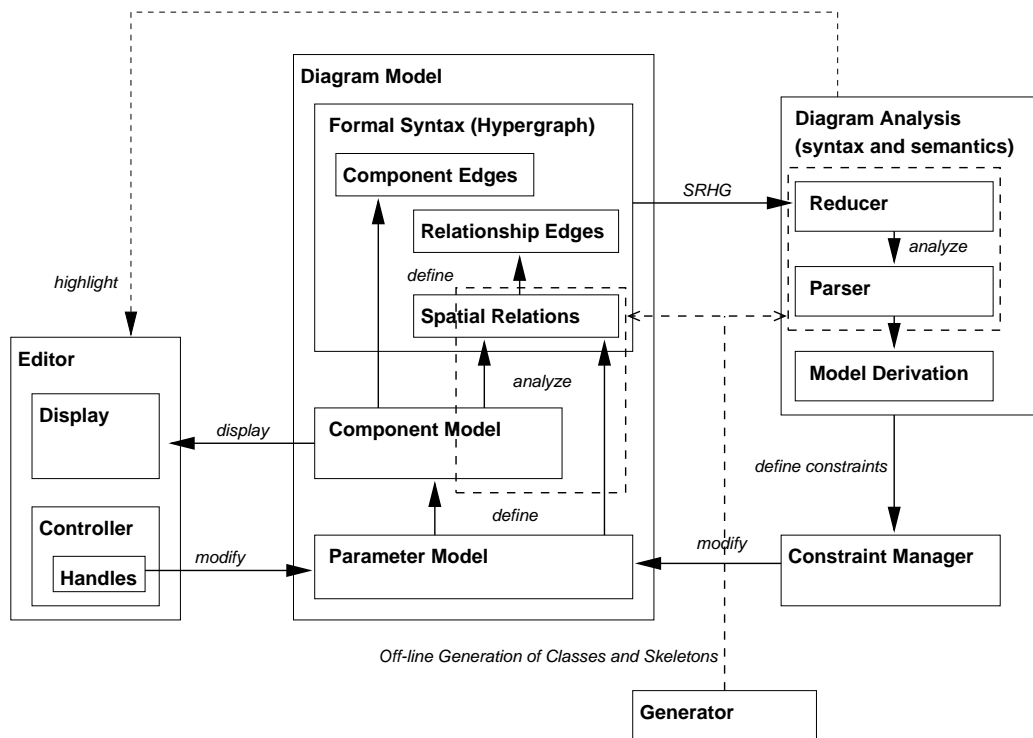 Diagram Model
Formal Syntax (Hypergraph)
Component Edges
Relationship Edges
define
Spatial Relations
analyze
Component Model
define
Parameter Model
SRHG
Diagram Analysis
(syntax and semantics)
Reducer
analyze
Parser
Model Derivation
define constraints
Constraint Manager
modify
highlight
Editor
Display
display
Controller
Handles
modify
Off-line Generation of Classes and Skeletons
Generator